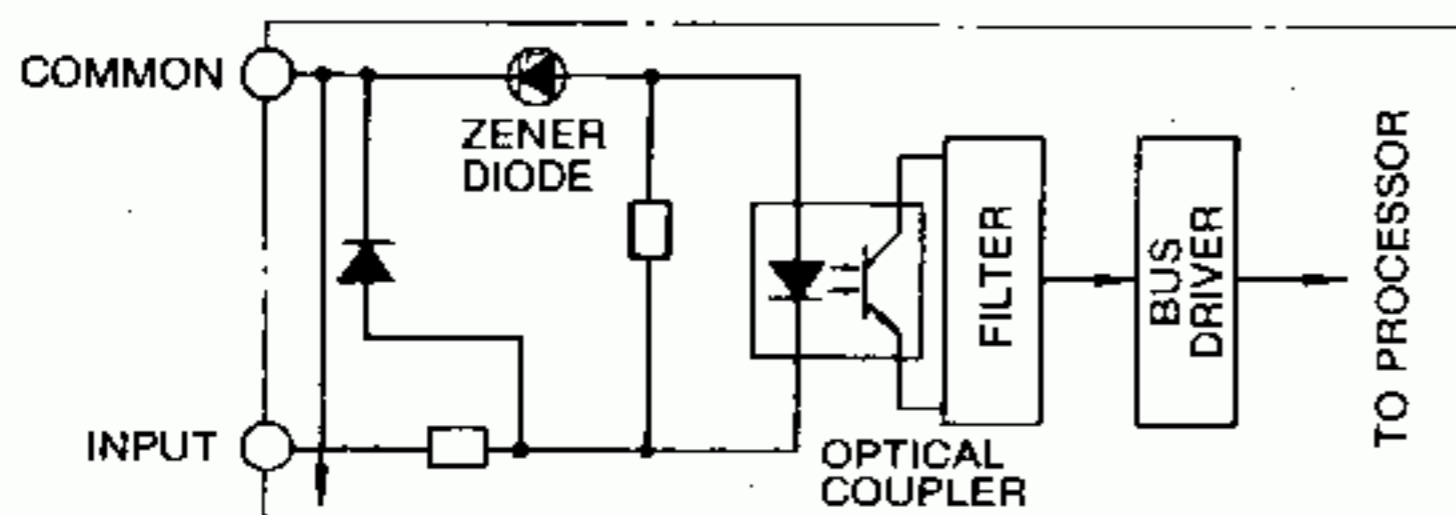 COMMON
ZENER
DIODE
INPUT
OPTICAL
COUPLER
FILTER
BUS
DRIVER
TO PROCESSOR